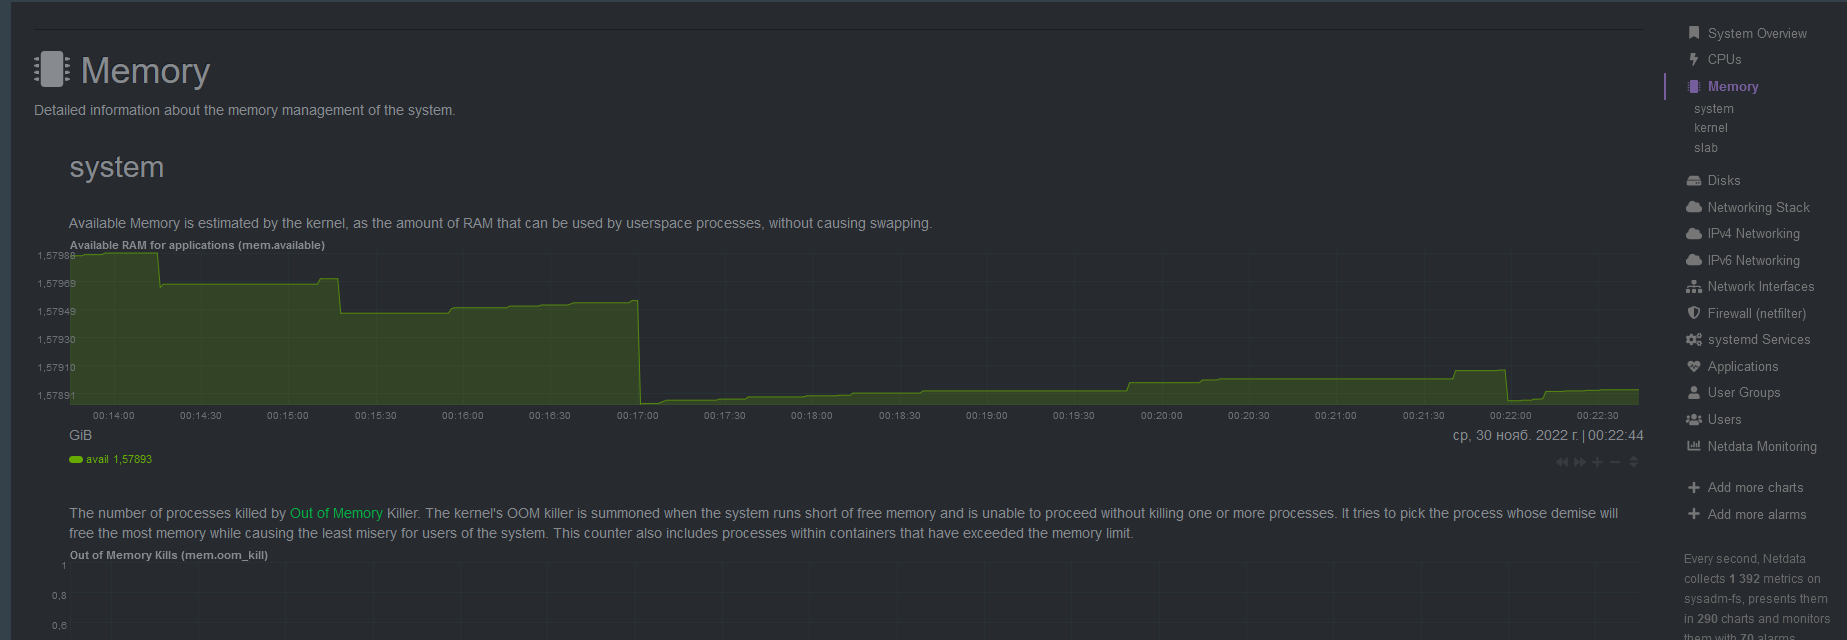 Memory
Detailed information about the memory management of the system.
system
Available Memory is estimated by the kernel, as the amount of RAM that can be used by userspace processes, without causing swapping.
Available RAM for applications (mem.available)
1,57988
1,57969
1,57949
1,57930
1,57910
1,57891
00:14:00 00:14:30 00:15:00 00:15:30 00:16:00 00:16:30 00:17:00 00:17:30 00:18:00 00:18:30 00:19:00 00:19:30 00:20:00 00:20:30 00:21:00 00:21:30 00:22:00 00:22:30
GiB
ср, 30 нояб. 2022 г. | 00:22:44
avail 1,57893
The number of processes killed by Out of Memory Killer. The kernel's OOM killer is summoned when the system runs short of free memory and is unable to proceed without killing one or more processes. It tries to pick the process whose demise will
free the most memory while causing the least misery for users of the system. This counter also includes processes within containers that have exceeded the memory limit.
Out of Memory Kills (mem.oom_kill)
1
0,8
0,6
System Overview
CPUs
Memory
system
kernel
slab
Disks
Networking Stack
IPv4 Networking
IPv6 Networking
Network Interfaces
Firewall (netfilter)
systemd Services
Applications
User Groups
Users
Netdata Monitoring
Add more charts
Add more alarms
Every second, Netdata
collects 1 392 metrics on
sysadm-fs, presents them
in 290 charts and monitors
them with 70 alarms